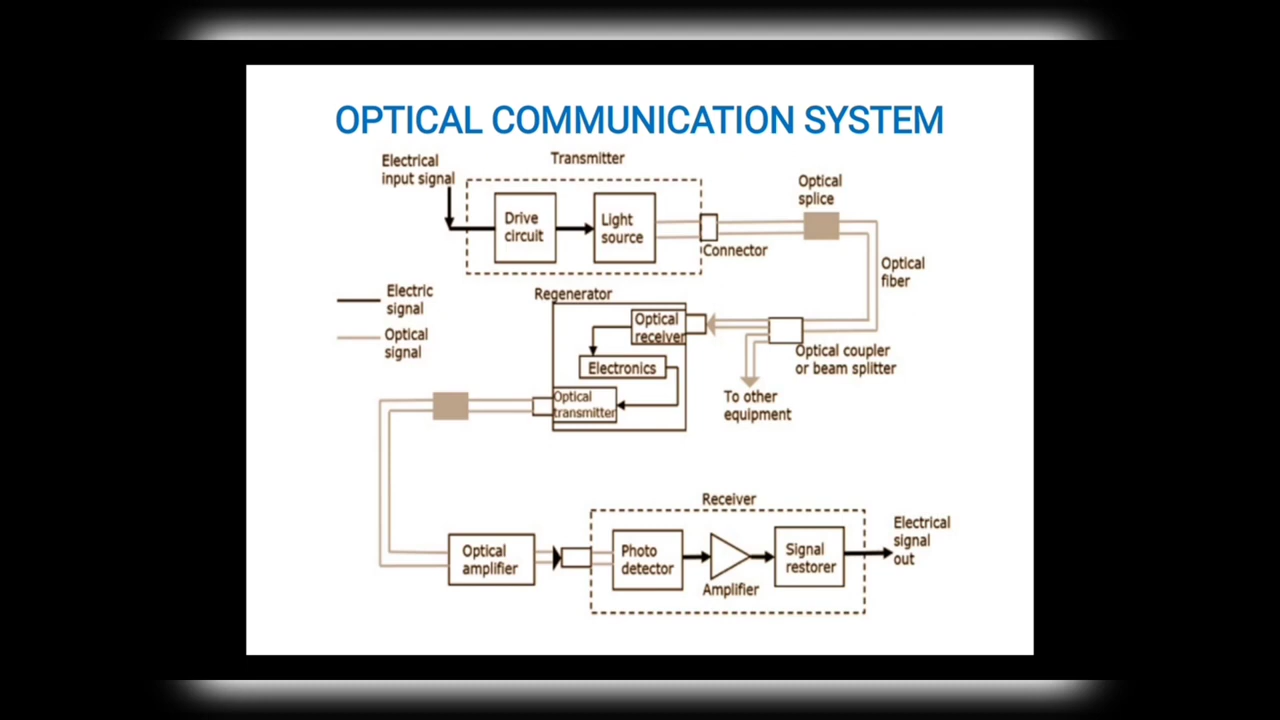 OPTICAL COMMUNICATION SYSTEM
Electrical
input signal
Transmitter
Drive
circuit
Light
source
Connector
Optical
splice
Optical
fiber
Electric
signal
Optical
signal
Regenerator
Optical
receiver
Electronics
Optical
transmitter
Optical coupler
or beam splitter
To other
equipment
Receiver
Optical
amplifier
Photo
detector
Amplifier
Signal
restorer
Electrical
signal
out